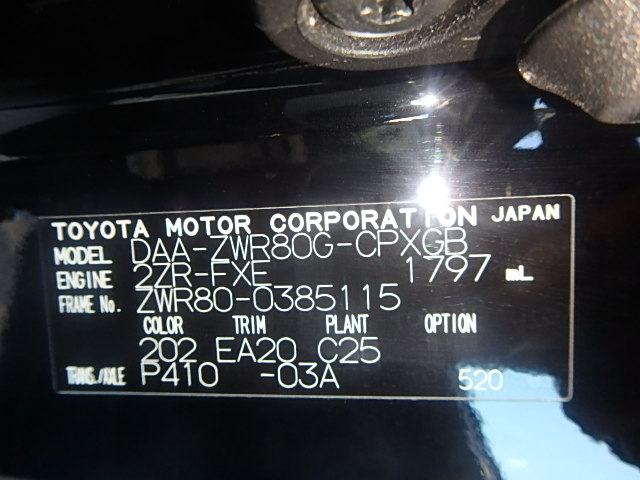 TOYOTA MOTOR CORPORATION JAPAN
MODEL DAA-ZWR80G-CPXGB
ENGINE 2ZR-FXE 1797 mL
FRAME No. ZWR80-0385115
COLOR TRIM PLANT OPTION
202 EA20 C25
TRANS./AXLE P410 -03A 520